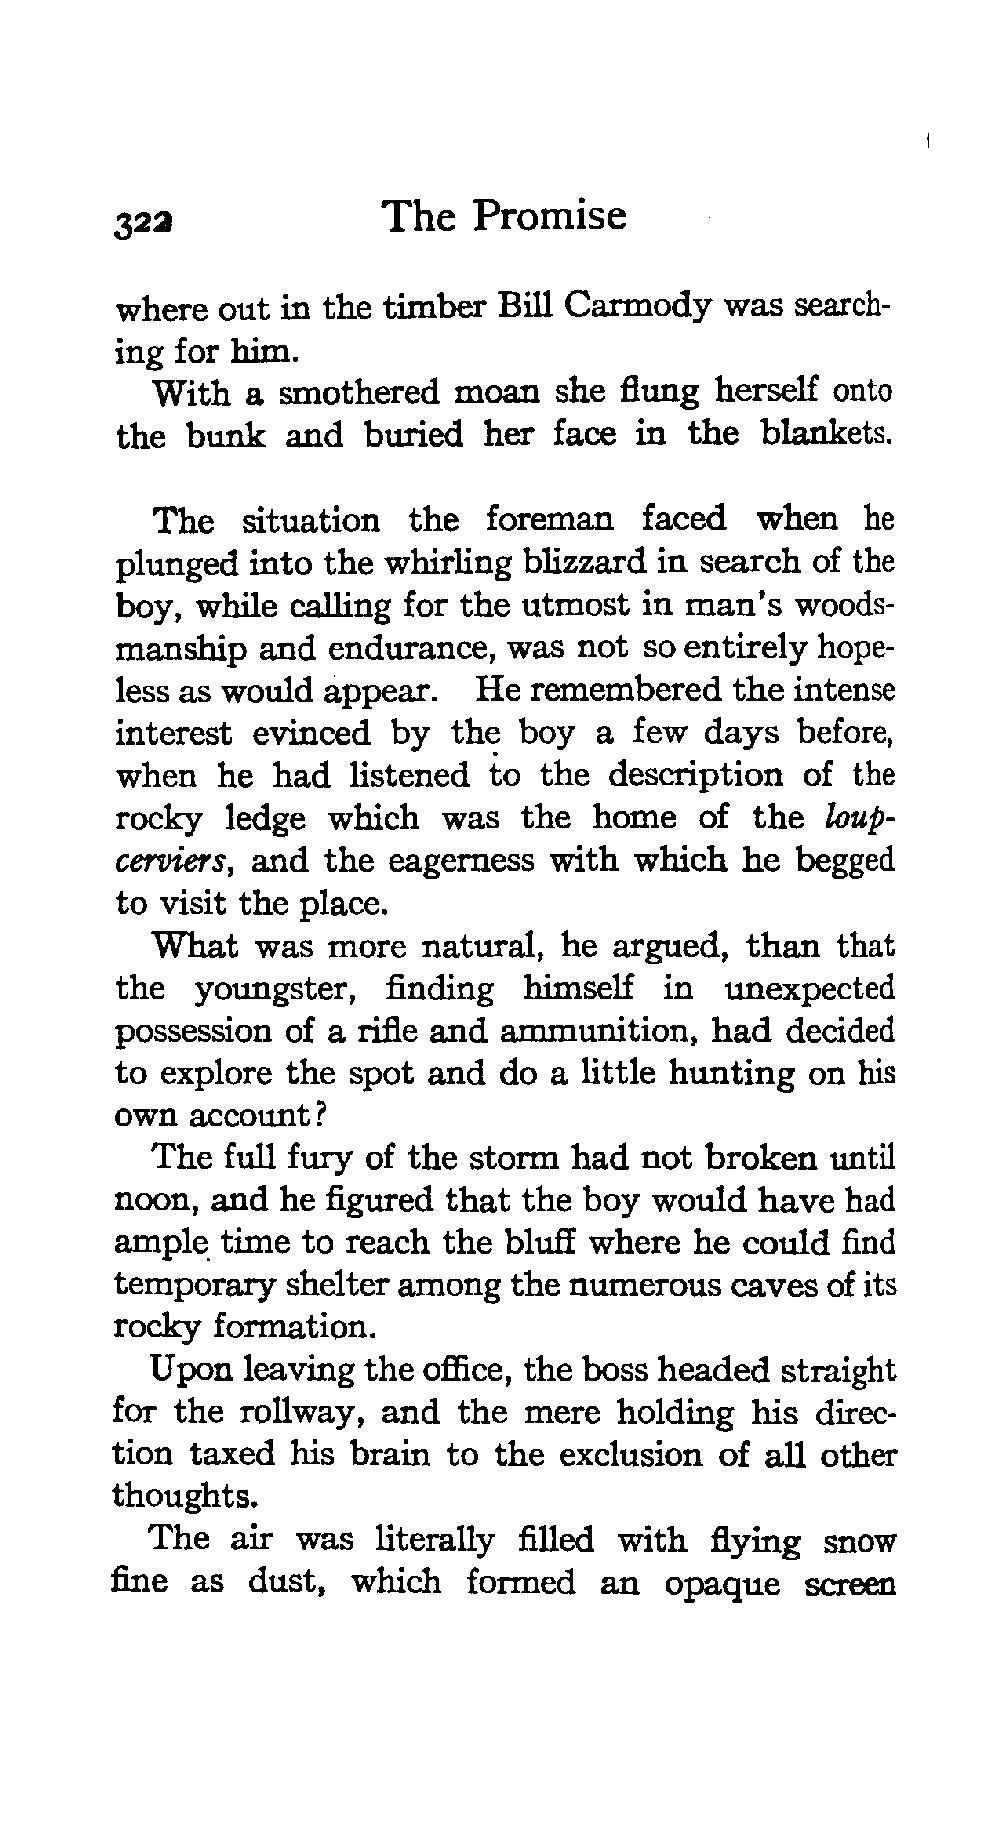 322 The Promise
where out in the timber Bill Carmody was search-
ing for him.
With a smothered moan she flung herself onto
the bunk and buried her face in the blankets.
The situation the foreman faced when he
plunged into the whirling blizzard in search of the
boy, while calling for the utmost in man's woods-
manship and endurance, was not so entirely hope-
less as would appear. He remembered the intense
interest evinced by the boy a few days before,
when he had listened to the description of the
rocky ledge which was the home of the loup-
cerviers, and the eagerness with which he begged
to visit the place.
What was more natural, he argued, than that
the youngster, finding himself in unexpected
possession of a rifle and ammunition, had decided
to explore the spot and do a little hunting on his
own account?
The full fury of the storm had not broken until
noon, and he figured that the boy would have had
ample time to reach the bluff where he could find
temporary shelter among the numerous caves of its
rocky formation.
Upon leaving the office, the boss headed straight
for the rollway, and the mere holding his direc-
tion taxed his brain to the exclusion of all other
thoughts.
The air was literally filled with flying snow
fine as dust, which formed an opaque screen